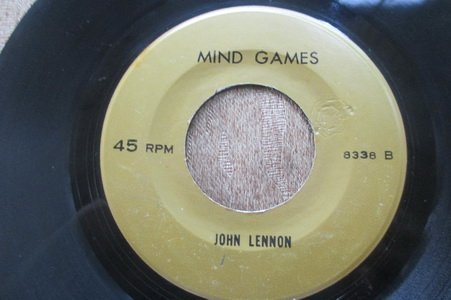 MiND GAMES
45 RPM
8338 B
JOHN LENNON